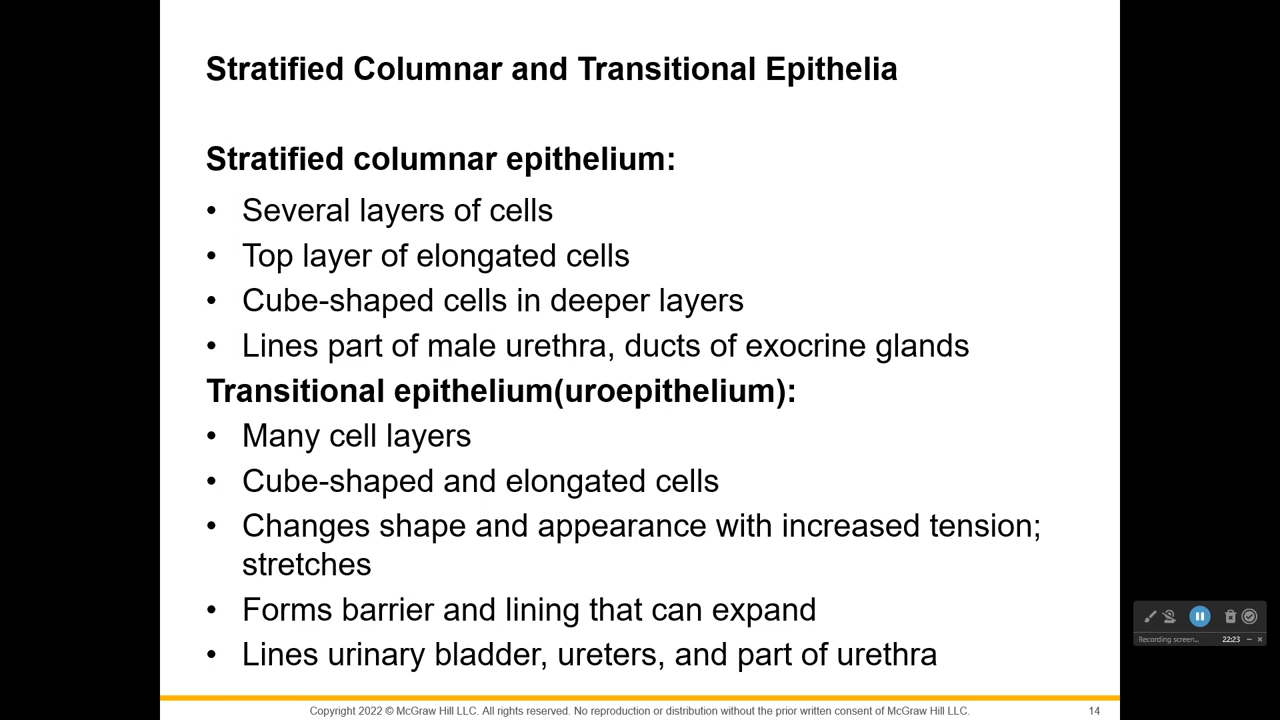 Stratified Columnar and Transitional Epithelia
Stratified columnar epithelium:
• Several layers of cells
• Top layer of elongated cells
• Cube-shaped cells in deeper layers
• Lines part of male urethra, ducts of exocrine glands
Transitional epithelium(uroepithelium):
• Many cell layers
• Cube-shaped and elongated cells
• Changes shape and appearance with increased tension;
stretches
• Forms barrier and lining that can expand
• Lines urinary bladder, ureters, and part of urethra
Recording screen... 22:23
Copyright 2022 © McGraw Hill LLC. All rights reserved. No reproduction or distribution without the prior written consent of McGraw Hill LLC.
14